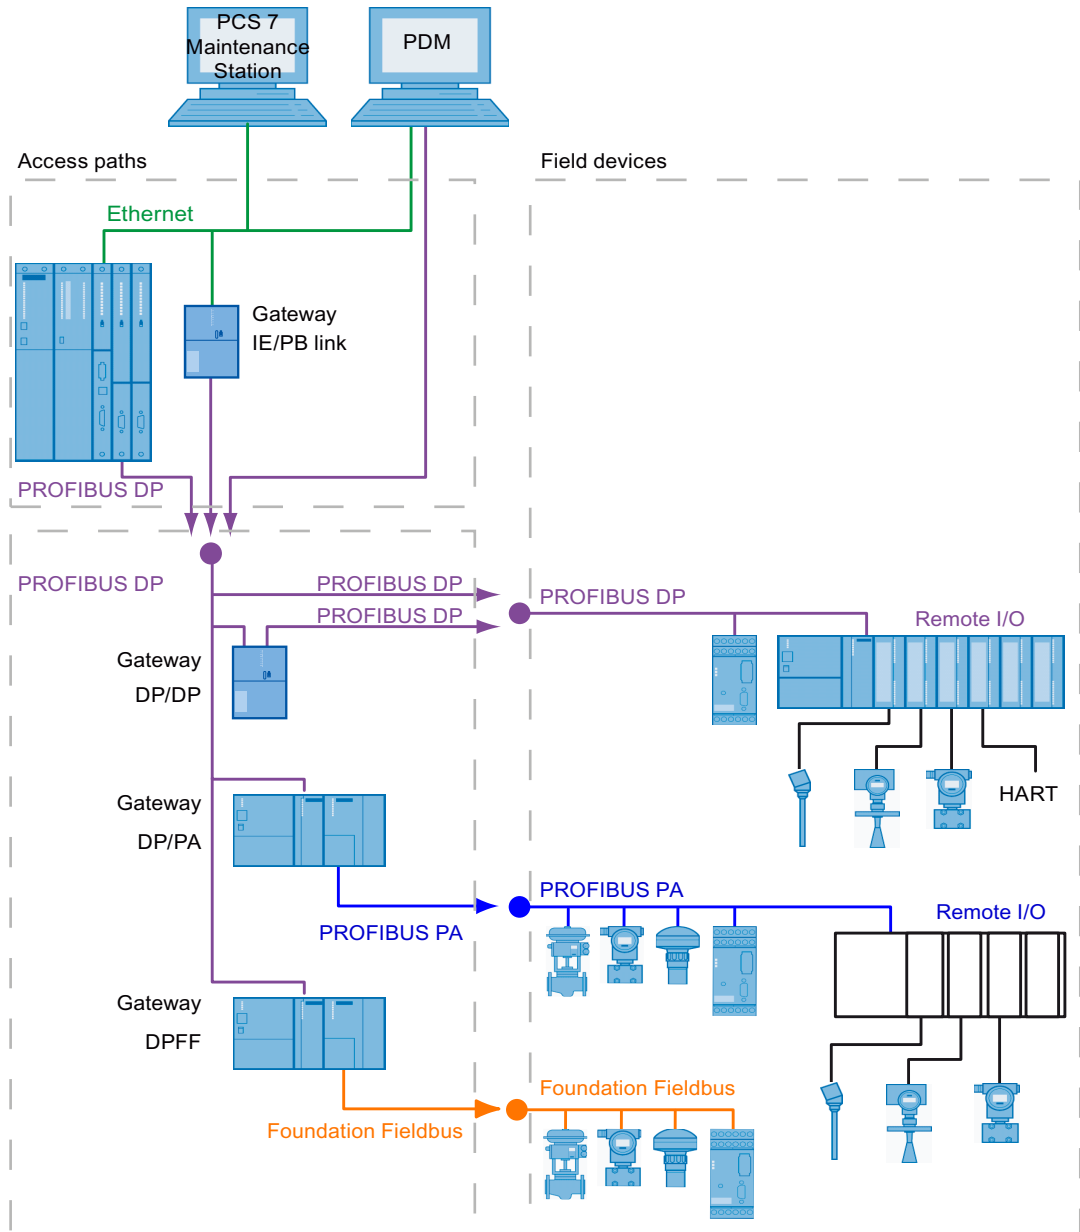 PCS 7
Maintenance
Station
PDM
Access paths
Field devices
Ethernet
Gateway
IE/PB link
PROFIBUS DP
PROFIBUS DP
PROFIBUS DP
PROFIBUS DP
PROFIBUS DP
Remote I/O
Gateway
DP/DP
HART
Gateway
DP/PA
PROFIBUS PA
PROFIBUS PA
Remote I/O
Gateway
DPFF
Foundation Fieldbus
Foundation Fieldbus